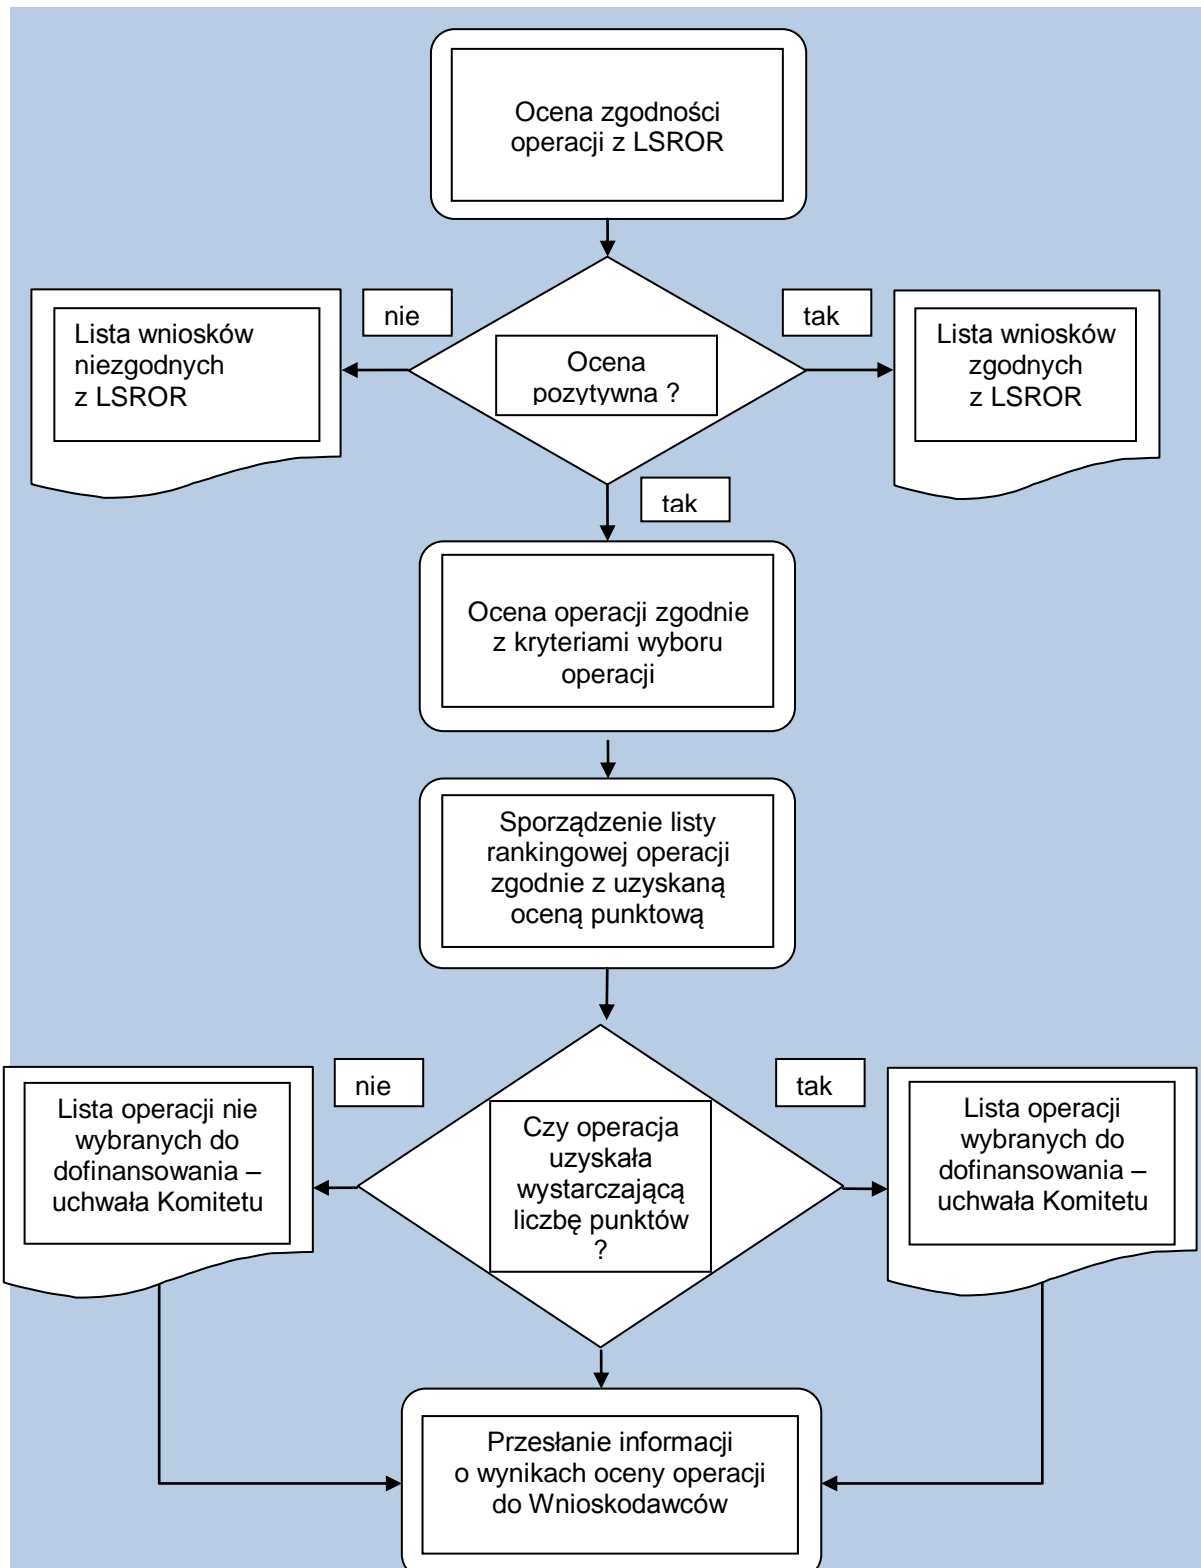 Ocena zgodności
operacji z LSROR
nie
tak
Lista wniosków
niezgodnych
z LSROR
Ocena
pozytywna ?
Lista wniosków
zgodnych
z LSROR
tak
Ocena operacji zgodnie
z kryteriami wyboru
operacji
Sporządzenie listy
rankingowej operacji
zgodnie z uzyskaną
oceną punktową
nie
tak
Lista operacji nie
wybranych do
dofinansowania –
uchwała Komitetu
Czy operacja
uzyskała
wystarczającą
liczbę punktów
?
Lista operacji
wybranych do
dofinansowania –
uchwała Komitetu
Przesłanie informacji
o wynikach oceny operacji
do Wnioskodawców